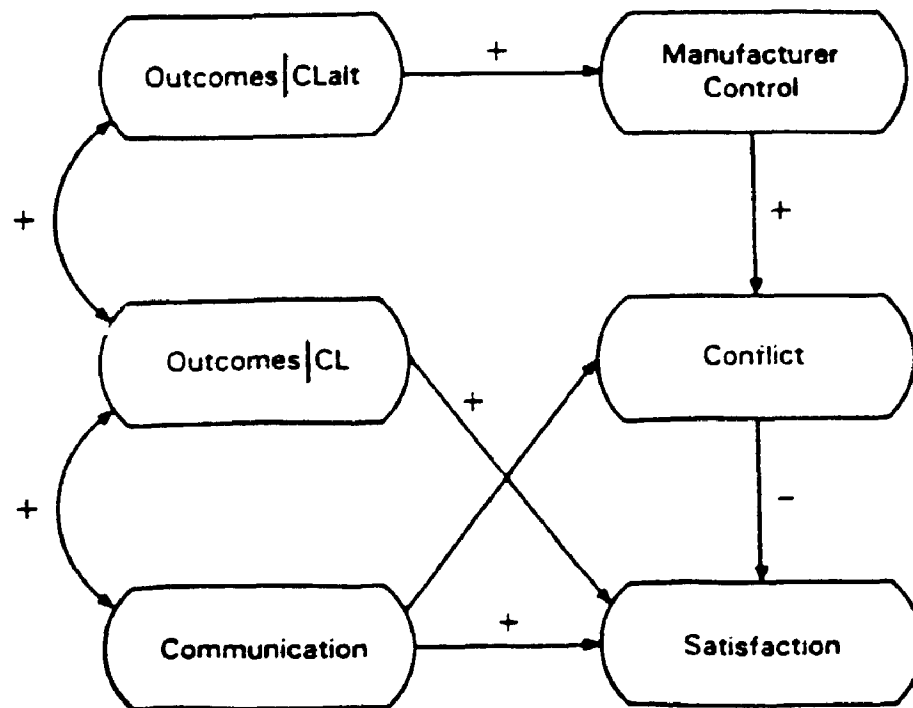 Outcomes|CLalt
+
Manufacturer
Control
+
+
Outcomes|CL
+
Conflict
+
-
Communication
+
Satisfaction